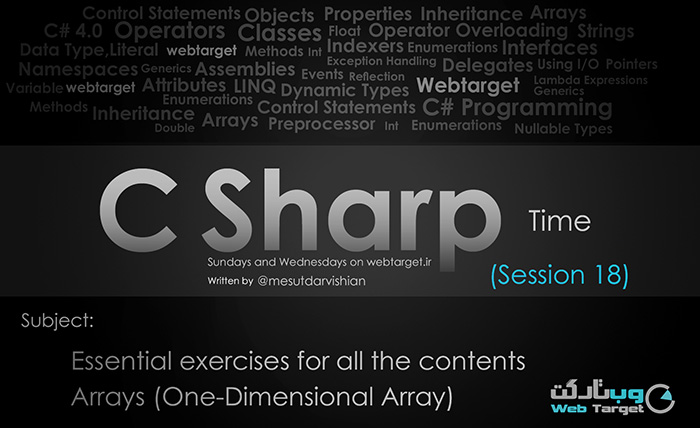 Control Statements Objects Properties Inheritance Arrays
C# 4.0 Operators Classes Float Operator Overloading Strings
Data Type,Literal webtarget Methods Int Indexers Enumerations Interfaces
Namespaces Generics Assemblies Events Exception Handling Reflection Delegates Using I/O Pointers
Variable webtarget Attributes LINQ Dynamic Types Webtarget Lambda Expressions Generics
Methods Inheritance Enumerations Control Statements C# Programming
Double Arrays Preprocessor Int Enumerations Nullable Types
C Sharp Time
Sundays and Wednesdays on webtarget.ir
Written by @mesutdarvishian
(Session 18)
Subject:
Essential exercises for all the contents
Arrays (One-Dimensional Array)
وب تارگت
Web Target